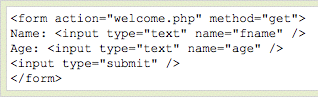 <form action="welcome.php" method="get">
Name: <input type="text" name="fname" />
Age: <input type="text" name="age" />
<input type="submit" />
</form>